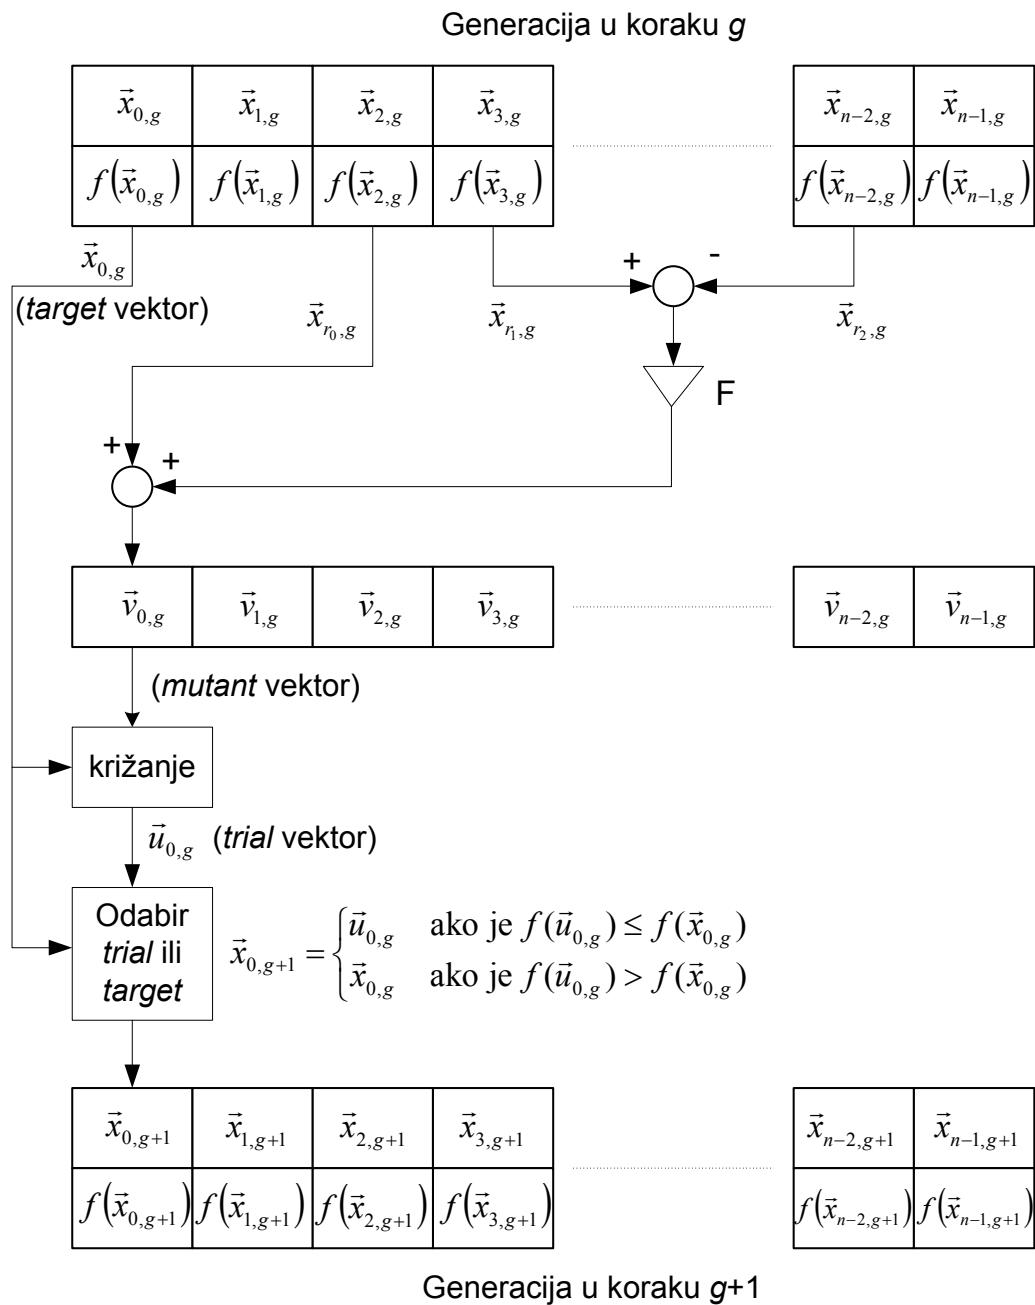 Generacija u koraku g
x⃗₀,g x⃗₁,g x⃗₂,g x⃗₃,g x⃗ₙ₋₂,g x⃗ₙ₋₁,g
f(x⃗₀,g) f(x⃗₁,g) f(x⃗₂,g) f(x⃗₃,g) f(x⃗ₙ₋₂,g) f(x⃗ₙ₋₁,g)
x⃗₀,g
(target vektor)
+ -
x⃗_{r₀,g} x⃗_{r₁,g} x⃗_{r₂,g}
F
+ +
v⃗₀,g v⃗₁,g v⃗₂,g v⃗₃,g v⃗ₙ₋₂,g v⃗ₙ₋₁,g
(mutant vektor)
križanje
u⃗₀,g (trial vektor)
Odabir
trial ili
target
x⃗₀,g₊₁ = { u⃗₀,g ako je f(u⃗₀,g) ≤ f(x⃗₀,g)
x⃗₀,g ako je f(u⃗₀,g) > f(x⃗₀,g)
x⃗₀,g₊₁ x⃗₁,g₊₁ x⃗₂,g₊₁ x⃗₃,g₊₁ x⃗ₙ₋₂,g₊₁ x⃗ₙ₋₁,g₊₁
f(x⃗₀,g₊₁) f(x⃗₁,g₊₁) f(x⃗₂,g₊₁) f(x⃗₃,g₊₁) f(x⃗ₙ₋₂,g₊₁) f(x⃗ₙ₋₁,g₊₁)
Generacija u koraku g+1